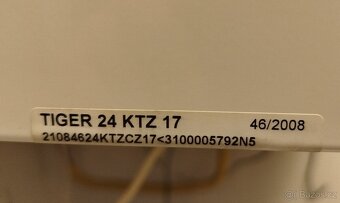 TIGER 24 KTZ 17 46/2008
21084624KTZCZ17<3100005792N5